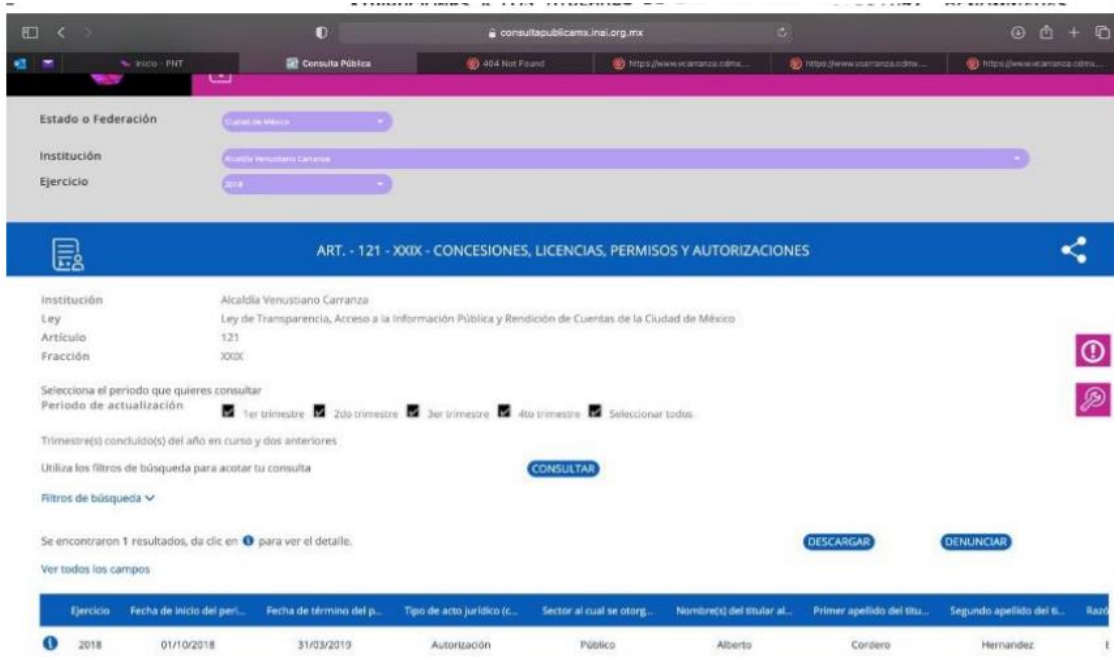 consultapublicamx.inai.org.mx
Inicio - PNT
Consulta Pública
404 Not Found
https://www.vcarranza.cdmx....
https://www.vcarranza.cdmx....
https://www.vcarranza.cdmx....
Estado o Federación
Ciudad de México
Institución
Alcaldía Venustiano Carranza
Ejercicio
2018
ART. - 121 - XXIX - CONCESIONES, LICENCIAS, PERMISOS Y AUTORIZACIONES
Institución Alcaldía Venustiano Carranza
Ley Ley de Transparencia, Acceso a la Información Pública y Rendición de Cuentas de la Ciudad de México
Artículo 121
Fracción XXIX
Selecciona el periodo que quieres consultar
Periodo de actualización 1er trimestre 2do trimestre 3er trimestre 4to trimestre Seleccionar todos
Trimestre(s) concluido(s) del año en curso y dos anteriores
Utiliza los filtros de búsqueda para acotar tu consulta CONSULTAR
Filtros de búsqueda
Se encontraron 1 resultados, da clic en para ver el detalle. DESCARGAR DENUNCIAR
Ver todos los campos
Ejercicio Fecha de inicio del peri... Fecha de término del p... Tipo de acto jurídico (c... Sector al cual se otorg... Nombre(s) del titular al... Primer apellido del titu... Segundo apellido del ti... Razó
2018 01/10/2018 31/03/2019 Autorización Público Alberto Cordero Hernandez